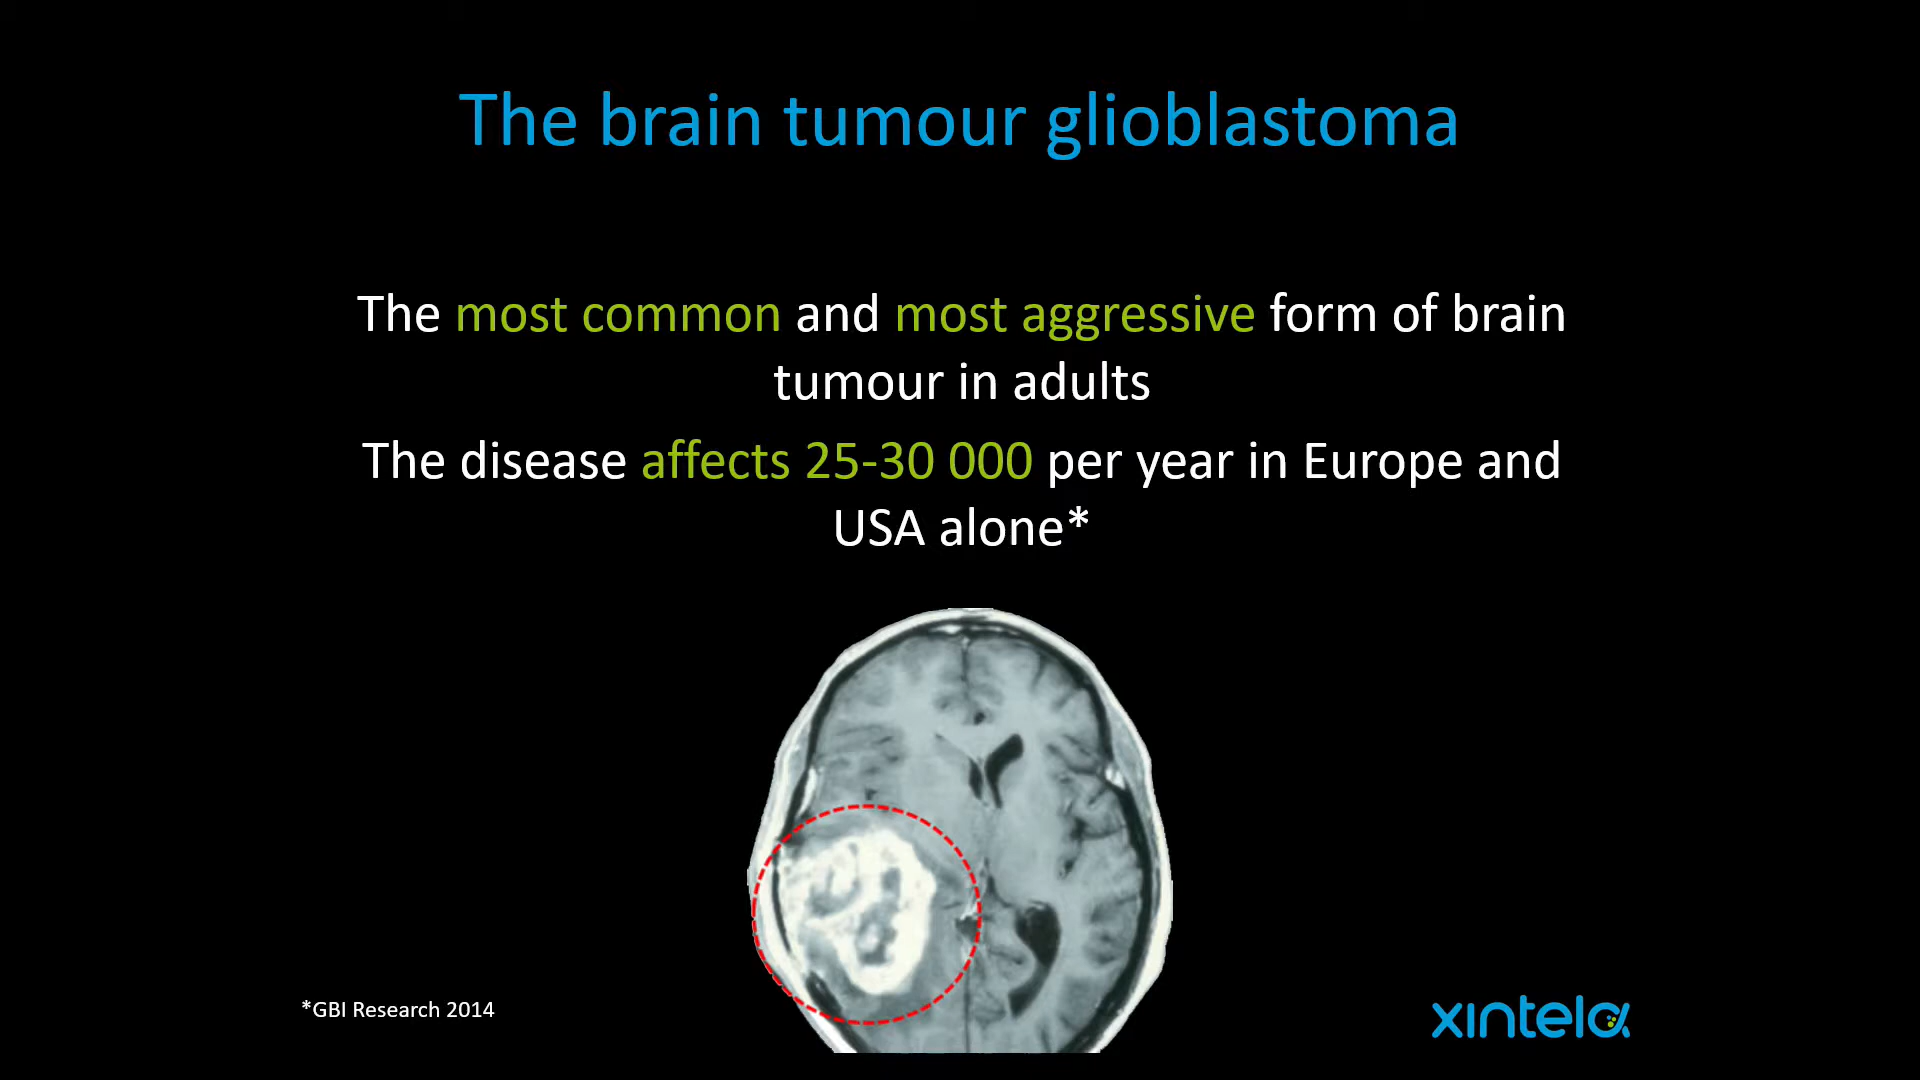 The brain tumour glioblastoma
The most common and most aggressive form of brain
tumour in adults
The disease affects 25-30 000 per year in Europe and
USA alone*
*GBI Research 2014
xintela